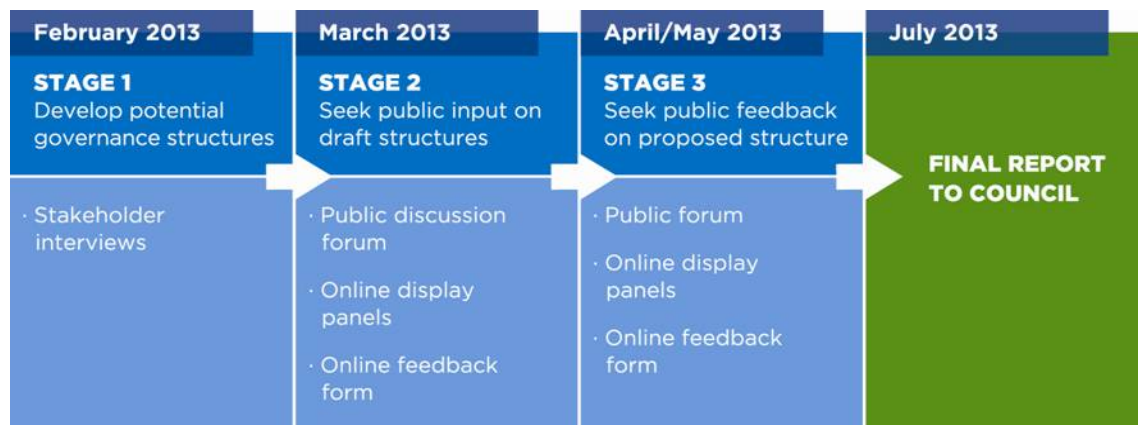 February 2013
STAGE 1
Develop potential
governance structures
· Stakeholder
interviews
March 2013
STAGE 2
Seek public input on
draft structures
· Public discussion
forum
· Online display
panels
· Online feedback
form
April/May 2013
STAGE 3
Seek public feedback
on proposed structure
· Public forum
· Online display
panels
· Online feedback
form
July 2013
FINAL REPORT
TO COUNCIL